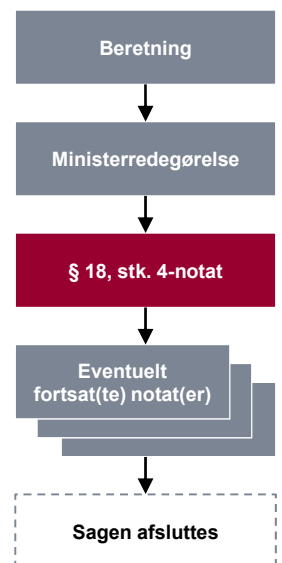 Beretning
Ministerredegørelse
§ 18, stk. 4-notat
Eventuelt
fortsat(te) notat(er)
Sagen afsluttes